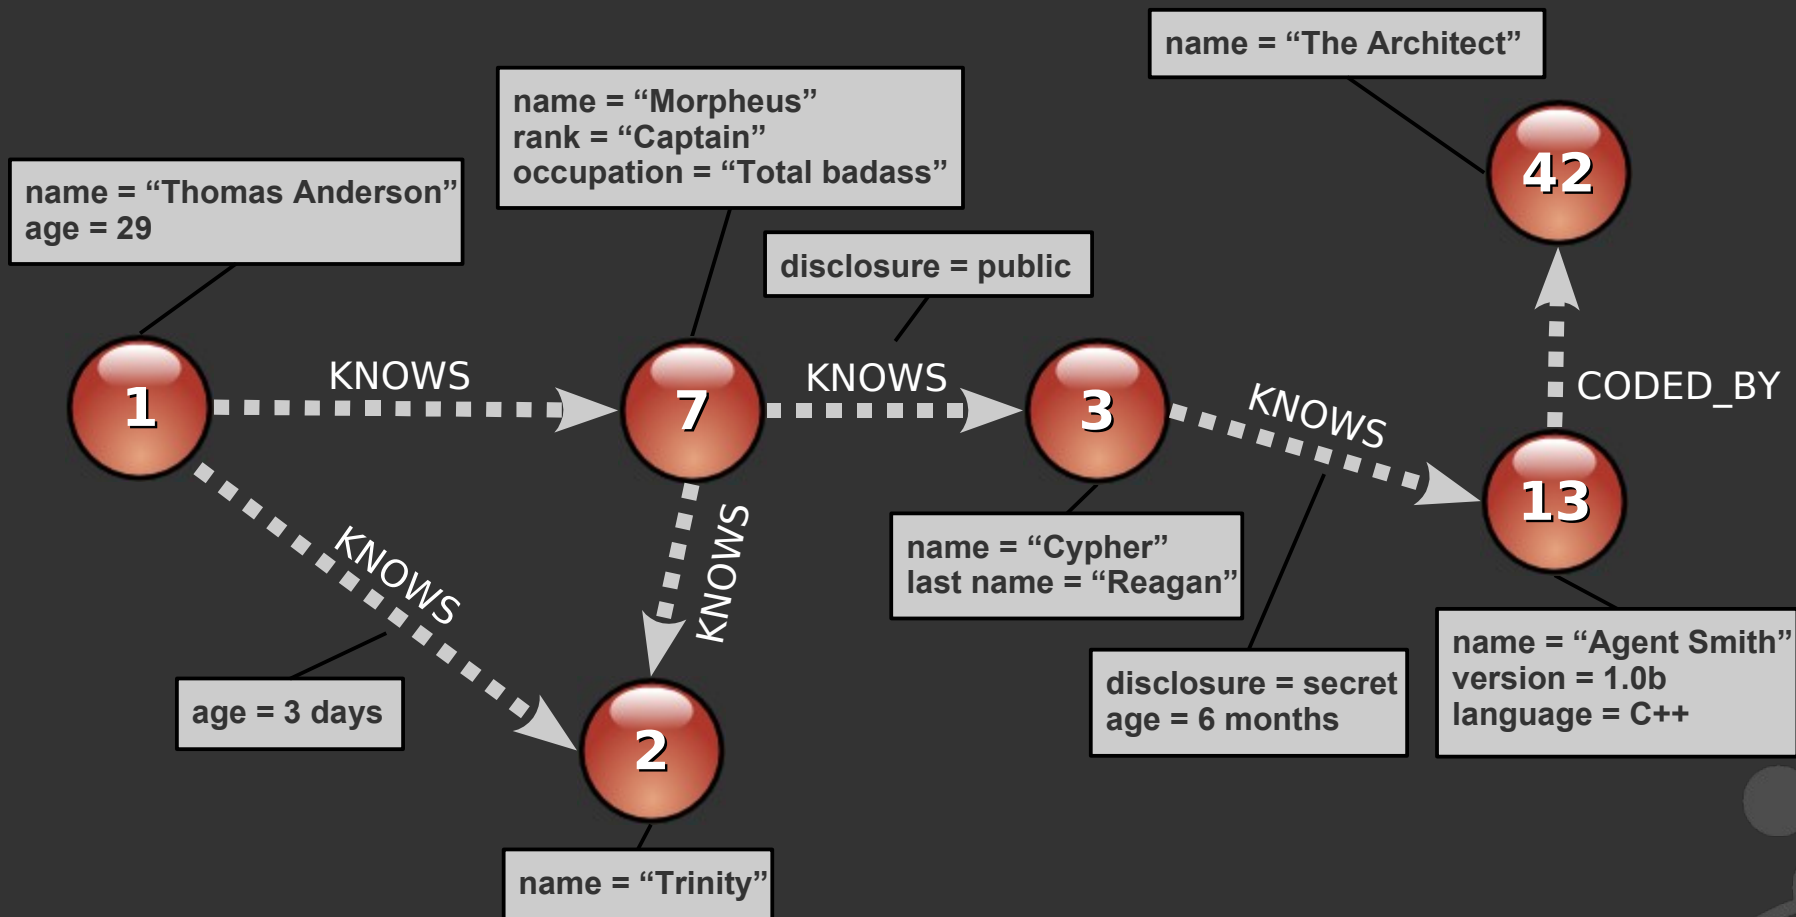 name = “The Architect”
name = “Morpheus”
rank = “Captain”
occupation = “Total badass”
42
name = “Thomas Anderson”
age = 29
disclosure = public
KNOWS
KNOWS
KNOWS
CODED_BY
1
7
3
13
KNOWS
KNOWS
name = “Cypher”
last name = “Reagan”
name = “Agent Smith”
version = 1.0b
language = C++
disclosure = secret
age = 6 months
age = 3 days
2
name = “Trinity”